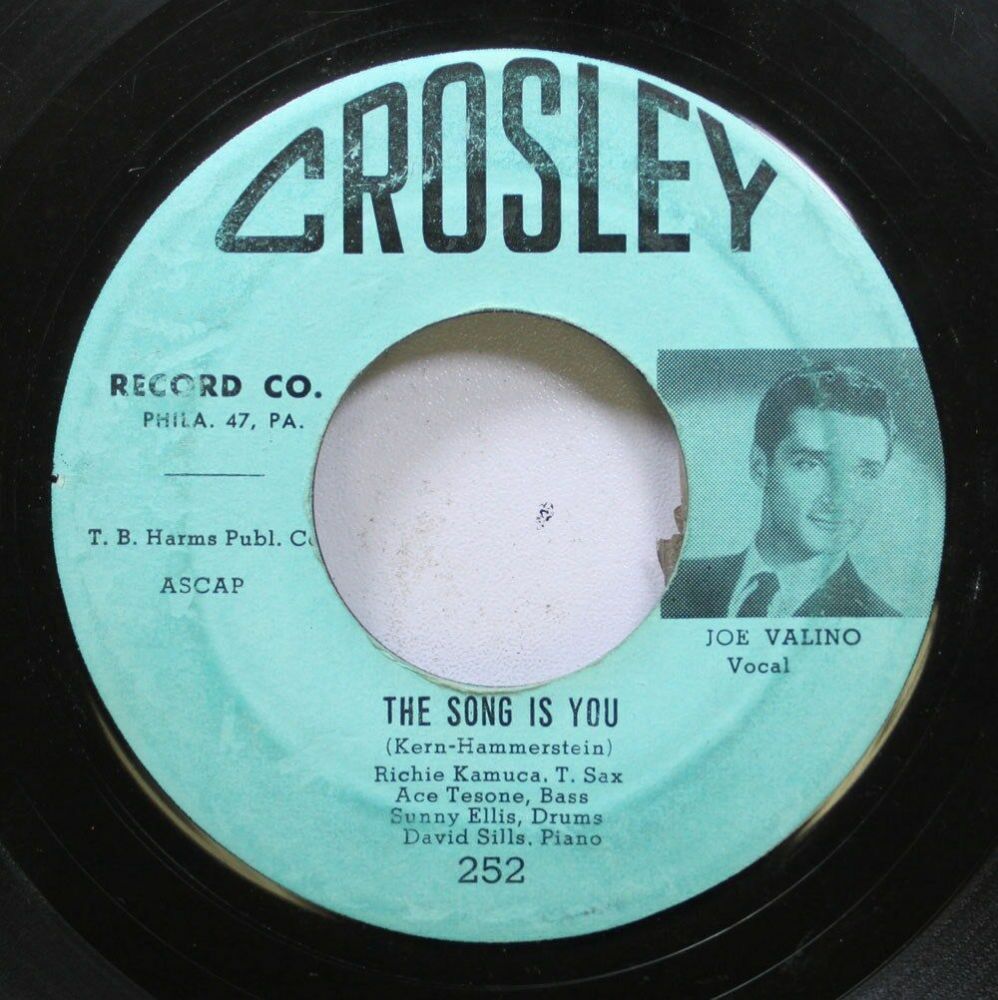 CROSLEY
RECORD CO.
PHILA. 47, PA.
T. B. Harms Publ.
ASCAP
JOE VALINO
Vocal
THE SONG IS YOU
(Kern-Hammerstein)
Richie Kamuca, T. Sax
Ace Tesone, Bass
Sunny Ellis, Drums
David Sills, Piano
252